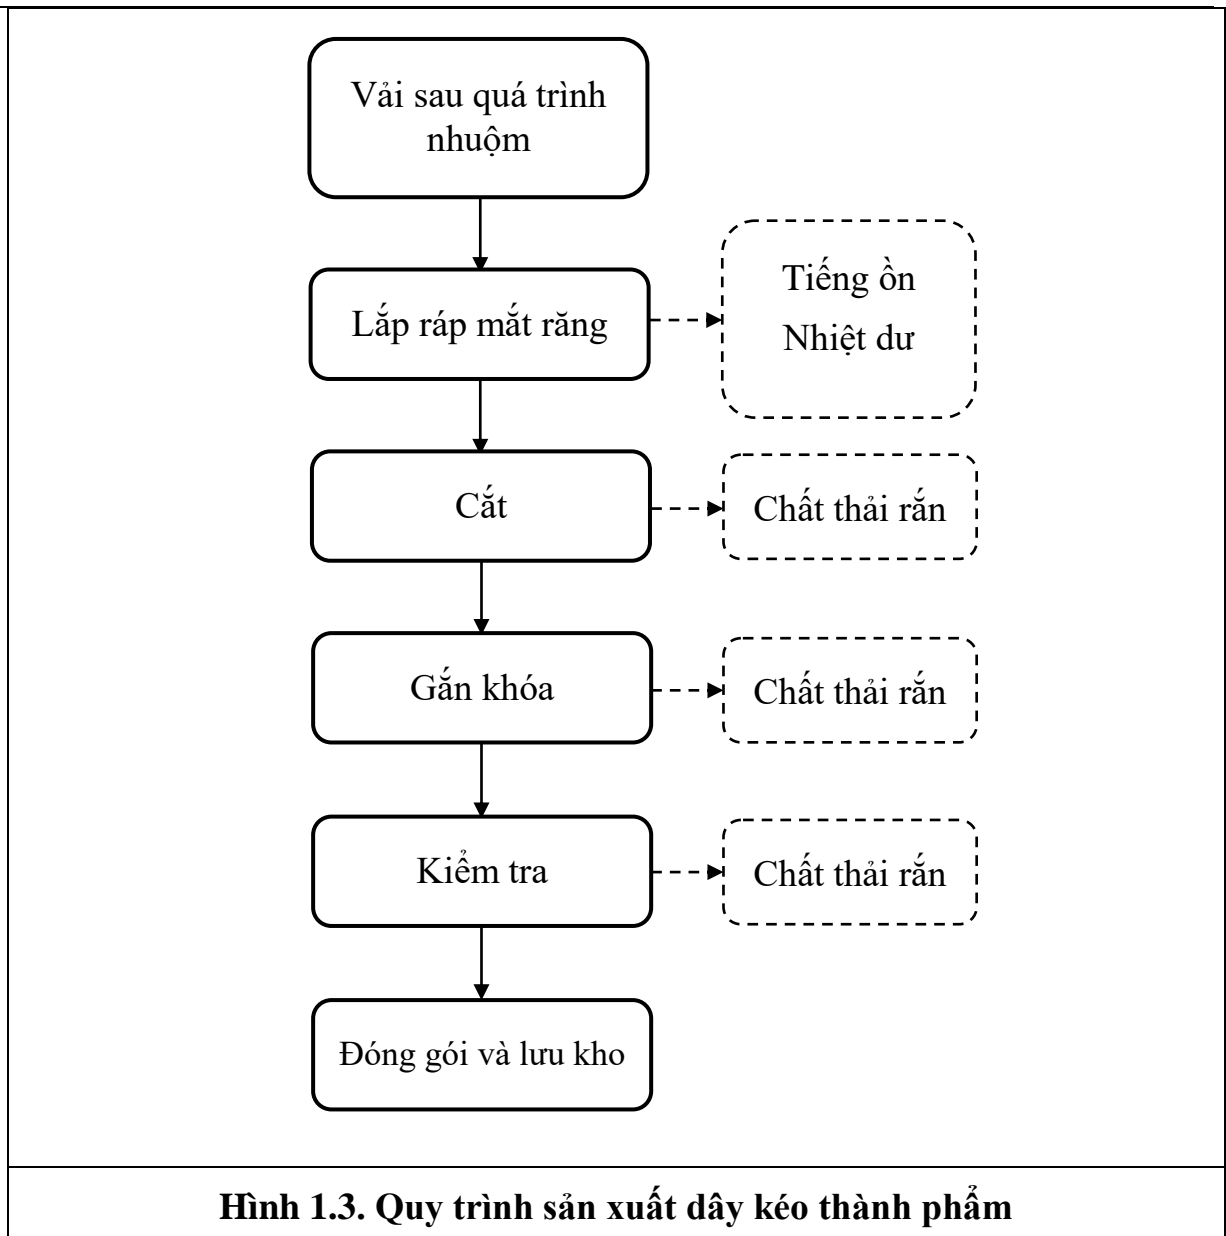 Vải sau quá trình
nhuộm
Lắp ráp mắt răng
Tiếng ồn
Nhiệt dư
Cắt
Chất thải rắn
Gắn khóa
Chất thải rắn
Kiểm tra
Chất thải rắn
Đóng gói và lưu kho
Hình 1.3. Quy trình sản xuất dây kéo thành phẩm